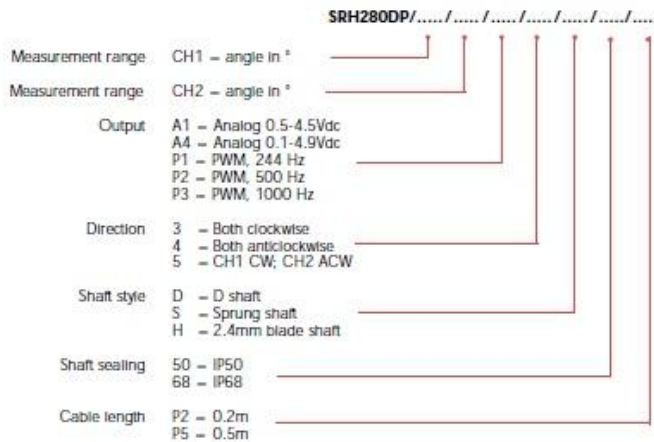 SRH280DP/...../...../...../...../...../...../....
Measurement range CH1 – angle in °
Measurement range CH2 – angle in °
Output A1 – Analog 0.5-4.5Vdc
A4 – Analog 0.1-4.9Vdc
P1 – PWM, 244 Hz
P2 – PWM, 500 Hz
P3 – PWM, 1000 Hz
Direction 3 – Both clockwise
4 – Both anticlockwise
5 – CH1 CW; CH2 ACW
Shaft style D – D shaft
S – Sprung shaft
H – 2.4mm blade shaft
Shaft sealing 50 – IP50
68 – IP68
Cable length P2 – 0.2m
P5 – 0.5m